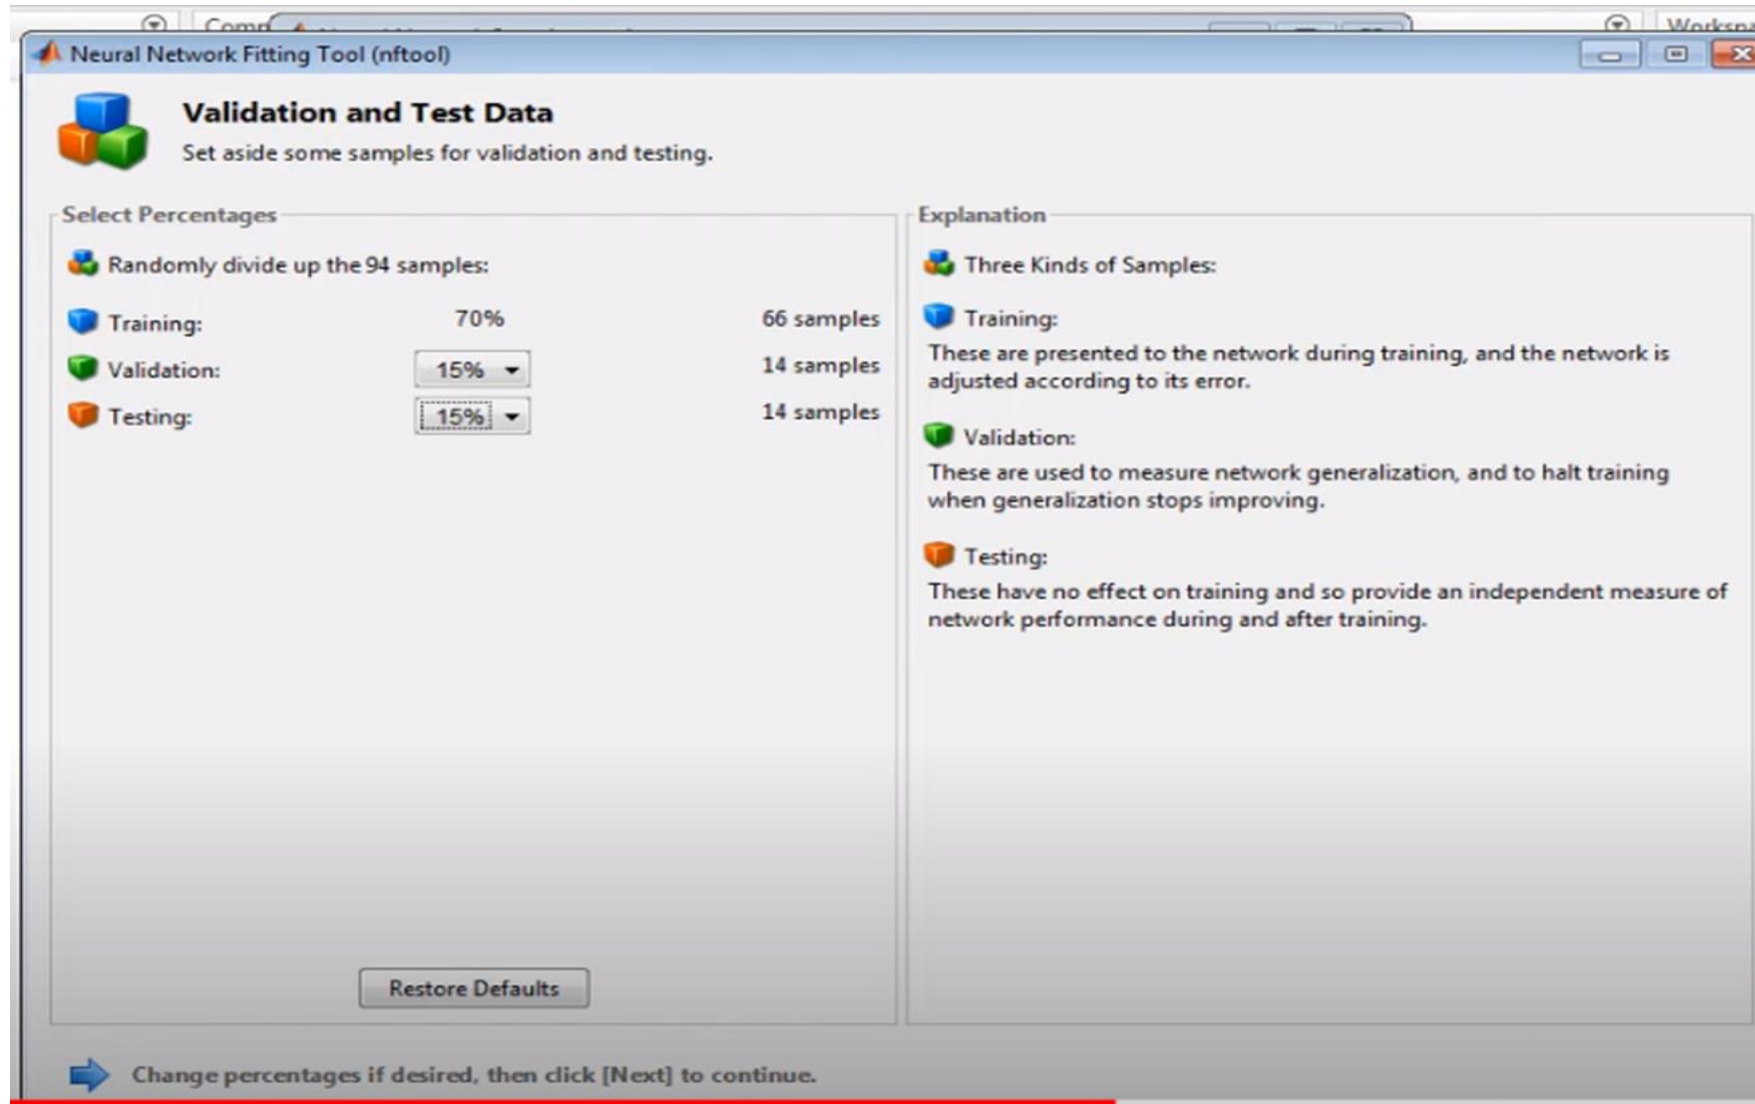 Neural Network Fitting Tool (nftool)
Validation and Test Data
Set aside some samples for validation and testing.
Select Percentages
Randomly divide up the 94 samples:
Training: 70% 66 samples
Validation: 15% 14 samples
Testing: 15% 14 samples
Restore Defaults
Explanation
Three Kinds of Samples:
Training:
These are presented to the network during training, and the network is
adjusted according to its error.
Validation:
These are used to measure network generalization, and to halt training
when generalization stops improving.
Testing:
These have no effect on training and so provide an independent measure of
network performance during and after training.
Change percentages if desired, then click [Next] to continue.